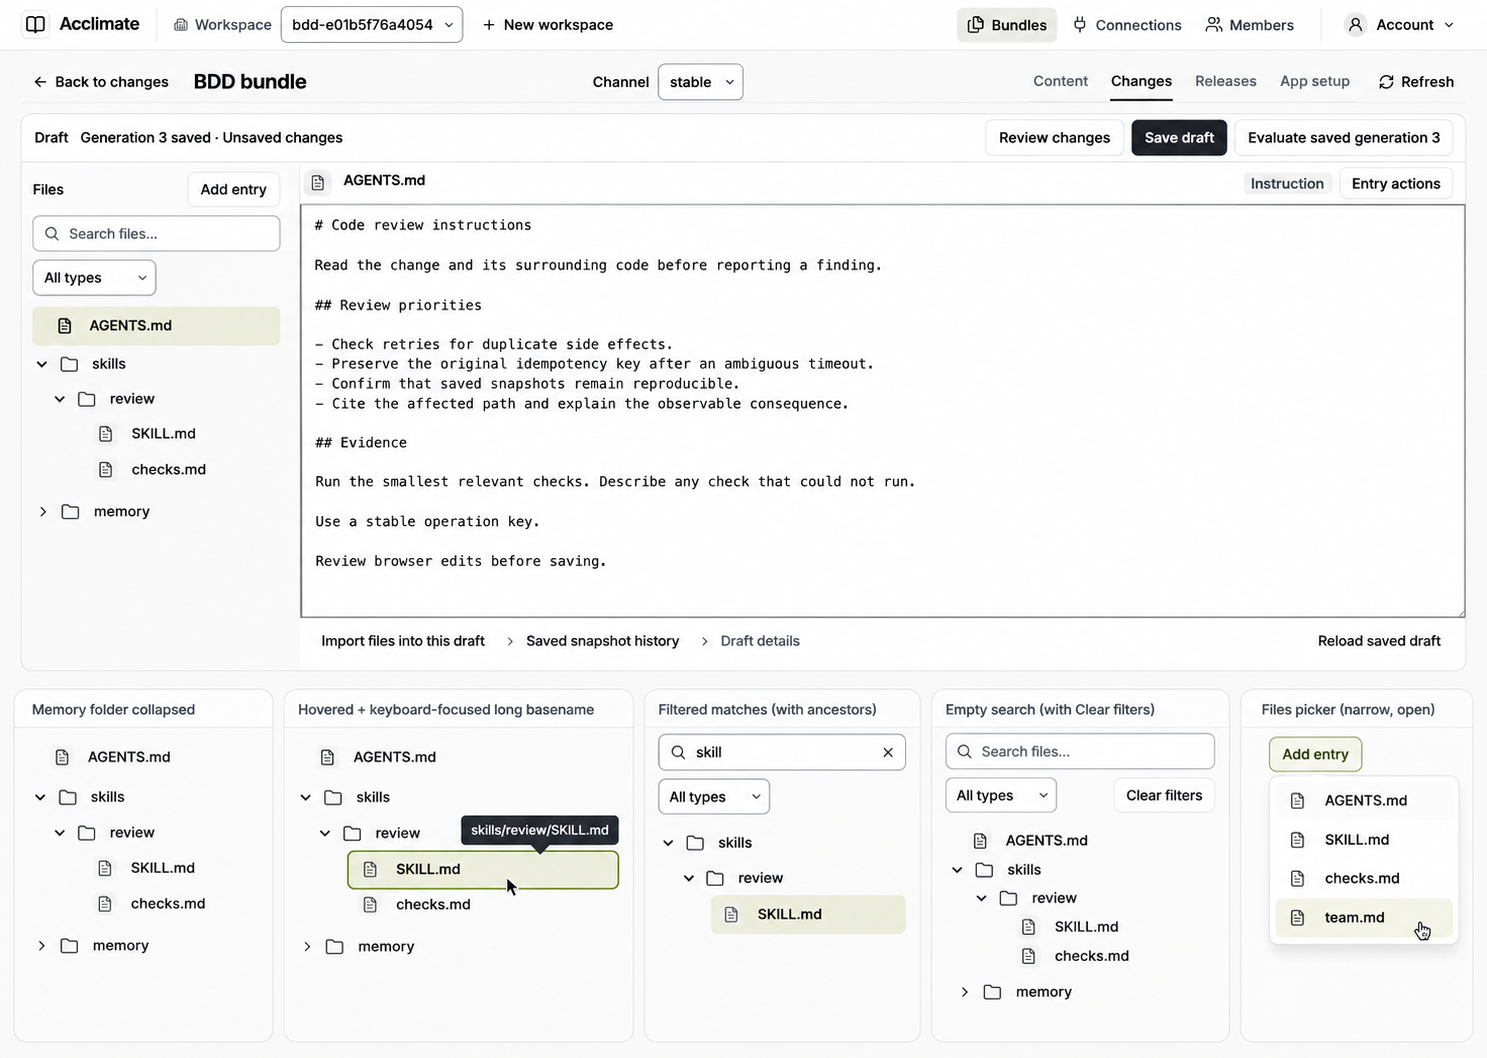 Acclimate
Workspace
bdd-e01b5f76a4054
+ New workspace
Bundles
Connections
Members
Account
Back to changes
BDD bundle
Channel
stable
Content
Changes
Releases
App setup
Refresh
Draft
Generation 3 saved · Unsaved changes
Review changes
Save draft
Evaluate saved generation 3
Files
Add entry
Search files...
All types
AGENTS.md
skills
review
SKILL.md
checks.md
memory
AGENTS.md
Instruction
Entry actions
# Code review instructions
Read the change and its surrounding code before reporting a finding.
## Review priorities
– Check retries for duplicate side effects.
– Preserve the original idempotency key after an ambiguous timeout.
– Confirm that saved snapshots remain reproducible.
– Cite the affected path and explain the observable consequence.
## Evidence
Run the smallest relevant checks. Describe any check that could not run.
Use a stable operation key.
Review browser edits before saving.
Import files into this draft
Saved snapshot history
Draft details
Reload saved draft
Memory folder collapsed
AGENTS.md
skills
review
SKILL.md
checks.md
memory
Hovered + keyboard-focused long basename
AGENTS.md
skills
review
skills/review/SKILL.md
SKILL.md
checks.md
memory
Filtered matches (with ancestors)
skill
All types
skills
review
SKILL.md
Empty search (with Clear filters)
Search files...
All types
Clear filters
AGENTS.md
skills
review
SKILL.md
checks.md
memory
Files picker (narrow, open)
Add entry
AGENTS.md
SKILL.md
checks.md
team.md